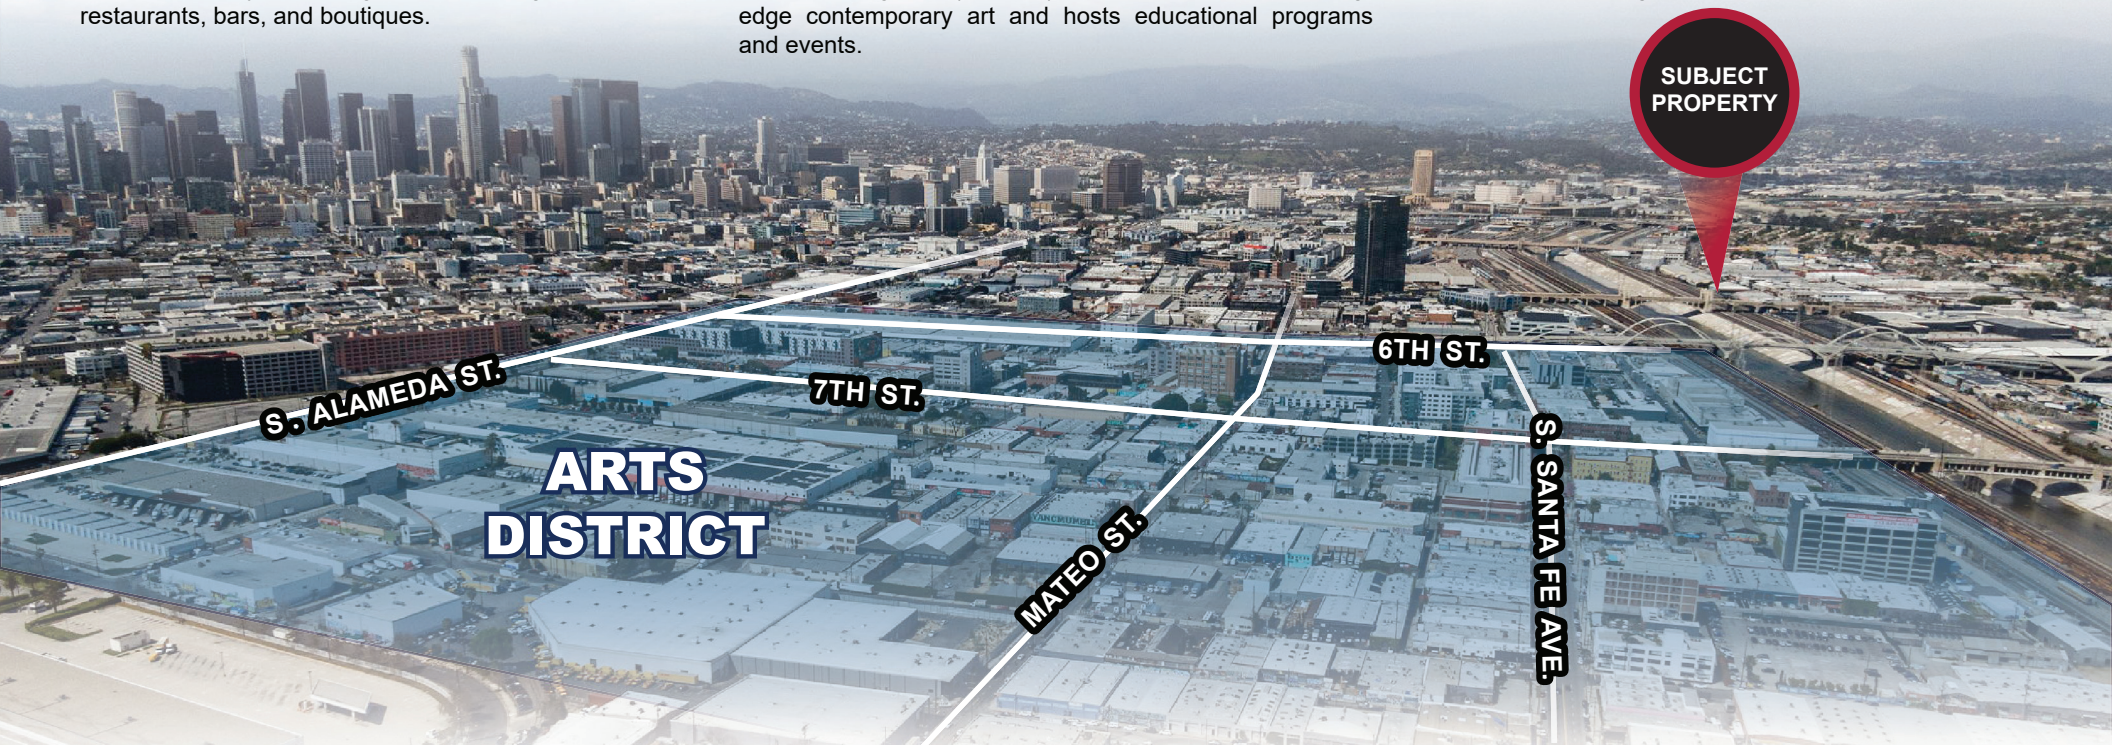 restaurants, bars, and boutiques.
edge contemporary art and hosts educational programs
and events.
SUBJECT
PROPERTY
6TH ST.
S. ALAMEDA ST.
7TH ST.
ARTS
DISTRICT
S. SANTA FE AVE.
MATEO ST.